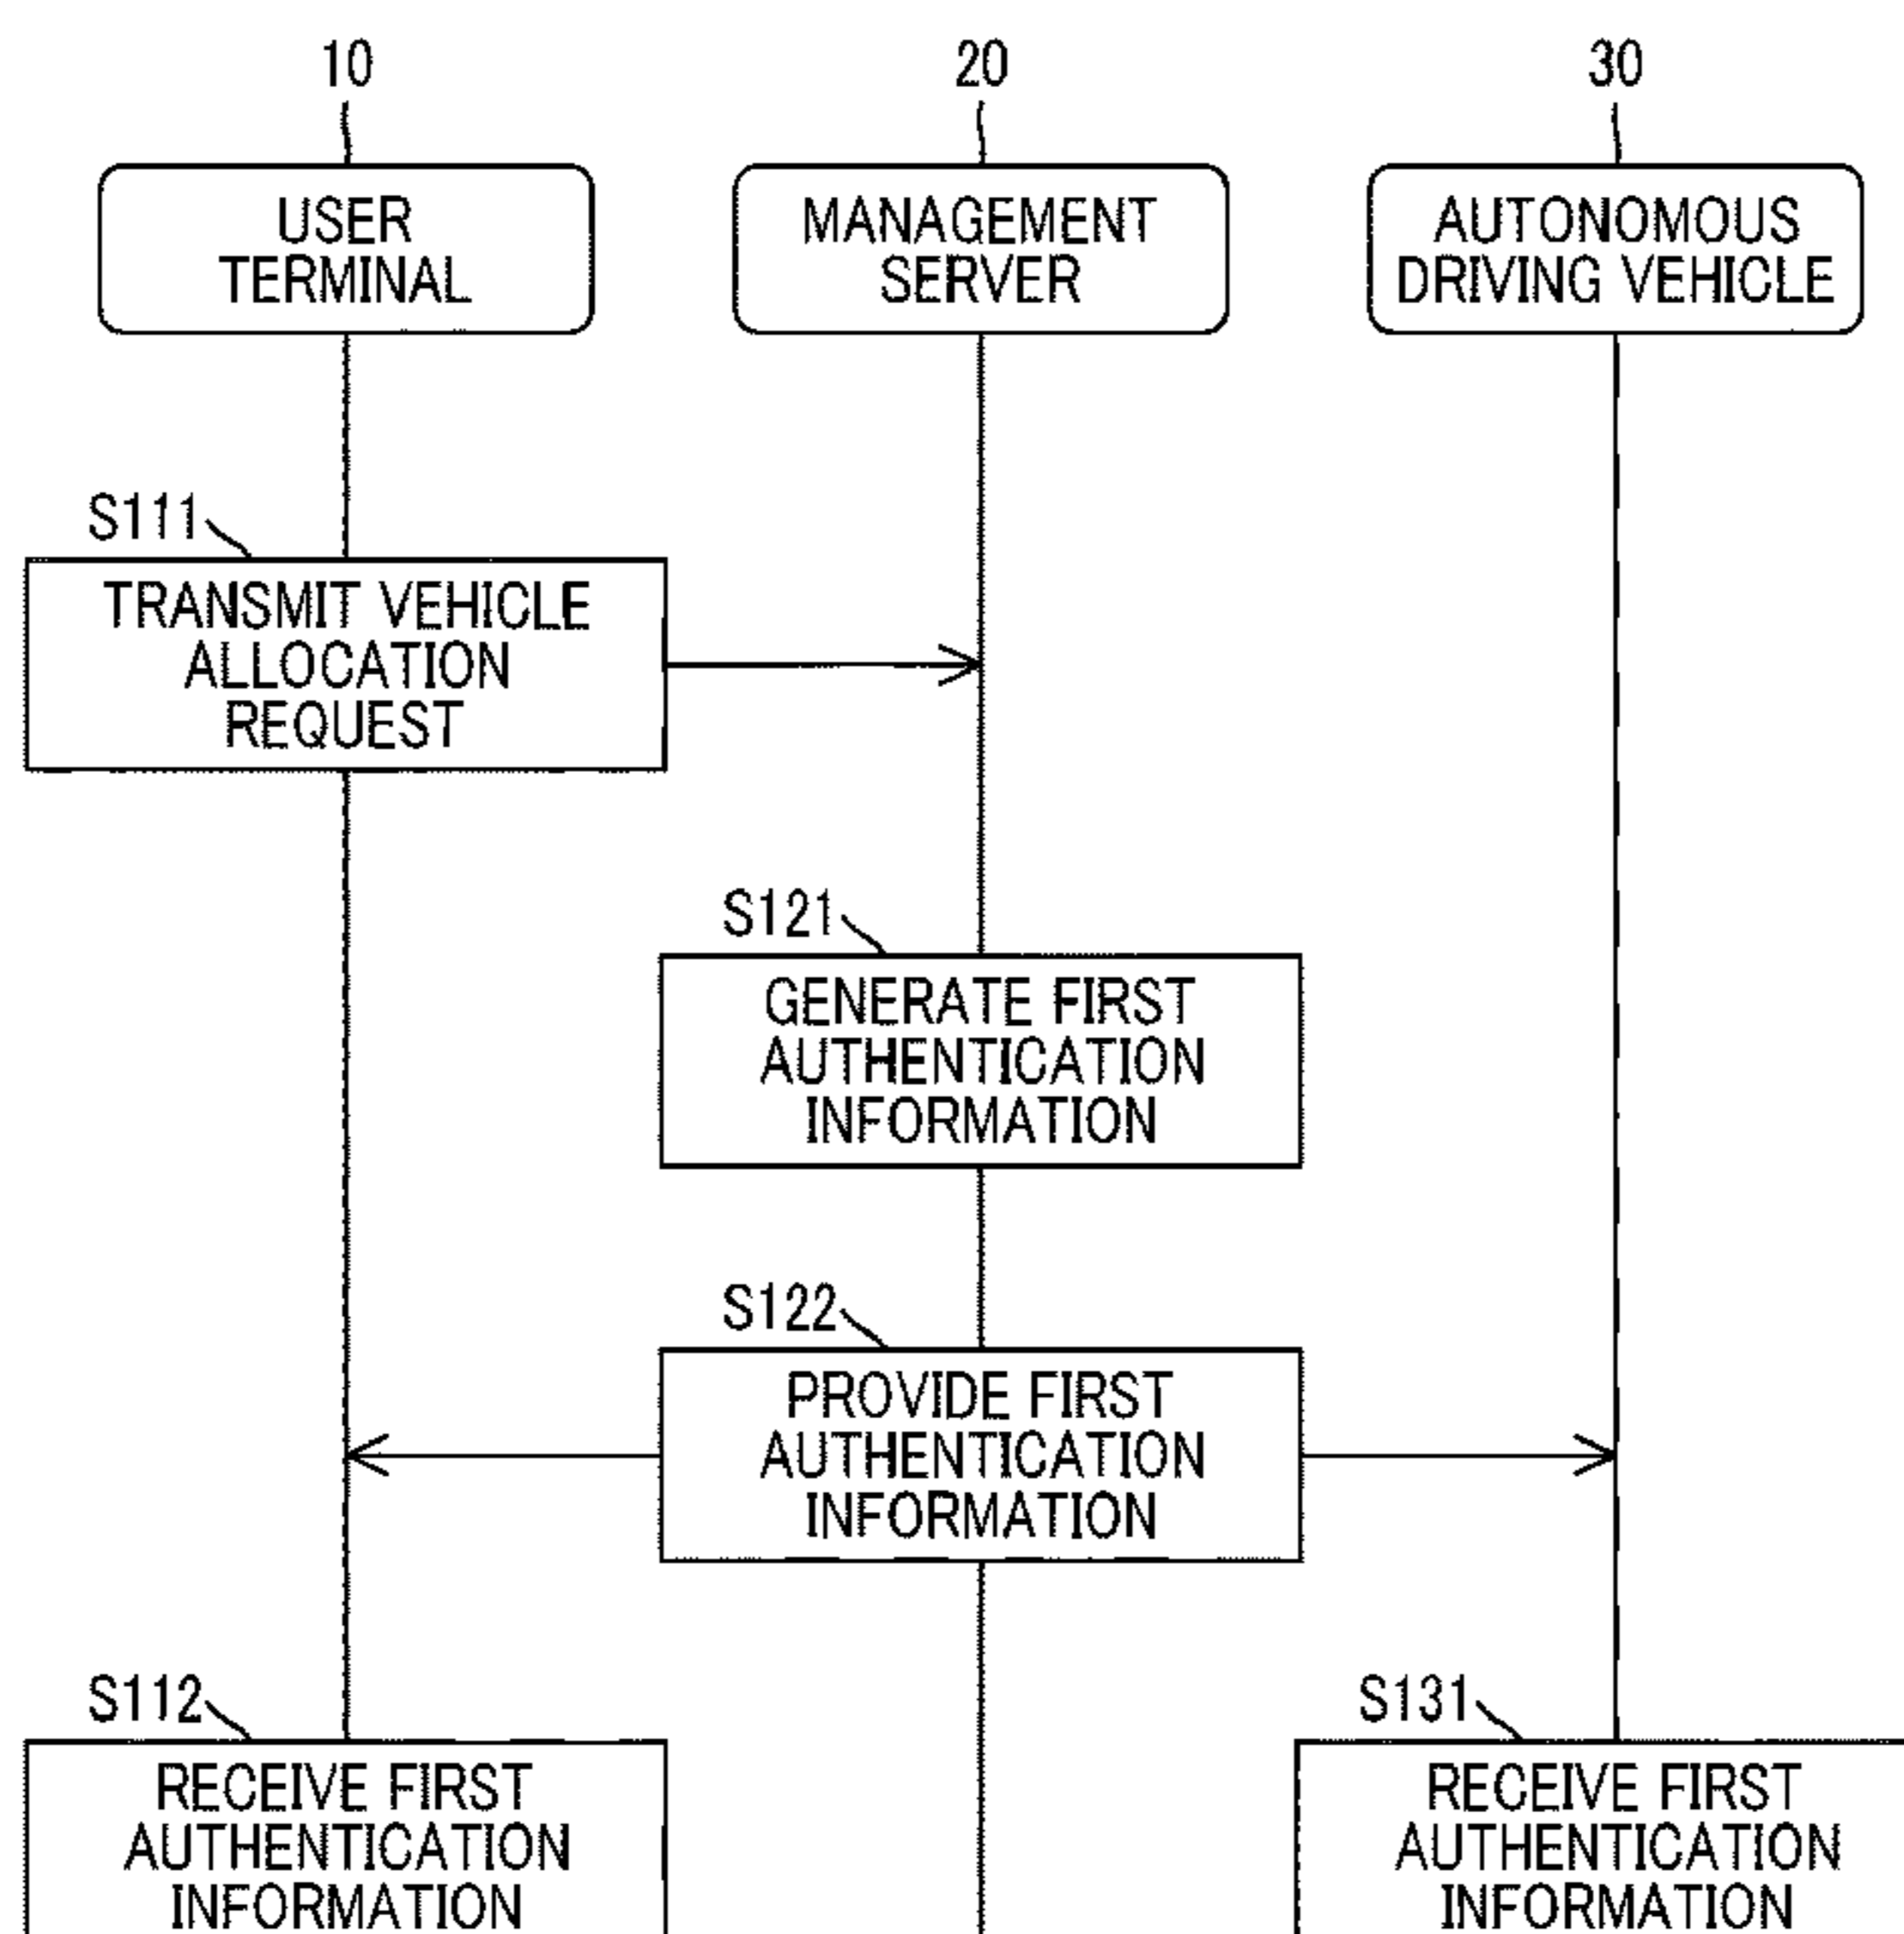 10
20
30
USER
TERMINAL
MANAGEMENT
SERVER
AUTONOMOUS
DRIVING VEHICLE
S111
TRANSMIT VEHICLE
ALLOCATION
REQUEST
S121
GENERATE FIRST
AUTHENTICATION
INFORMATION
S122
PROVIDE FIRST
AUTHENTICATION
INFORMATION
S112
RECEIVE FIRST
AUTHENTICATION
INFORMATION
S131
RECEIVE FIRST
AUTHENTICATION
INFORMATION